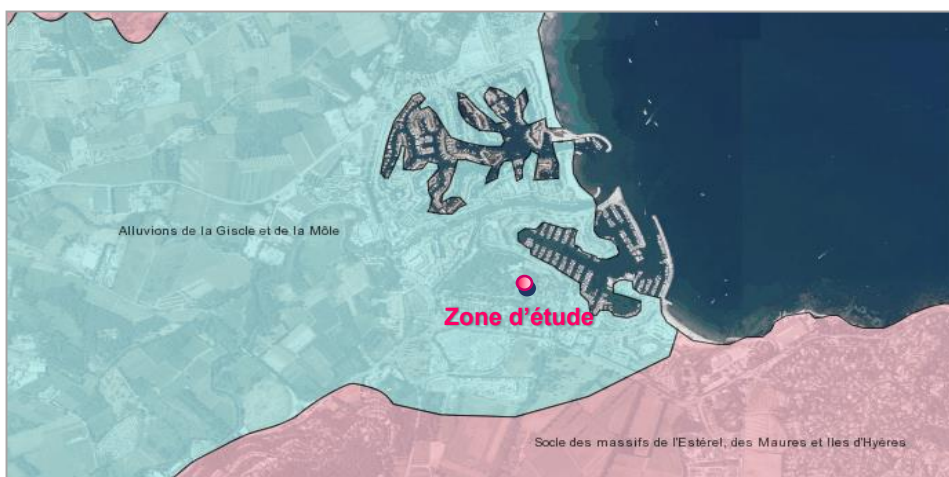 Alluvions de la Giscle et de la Môle
Zone d'étude
Socle des massifs de l'Estérel, des Maures et Iles d'Hyères